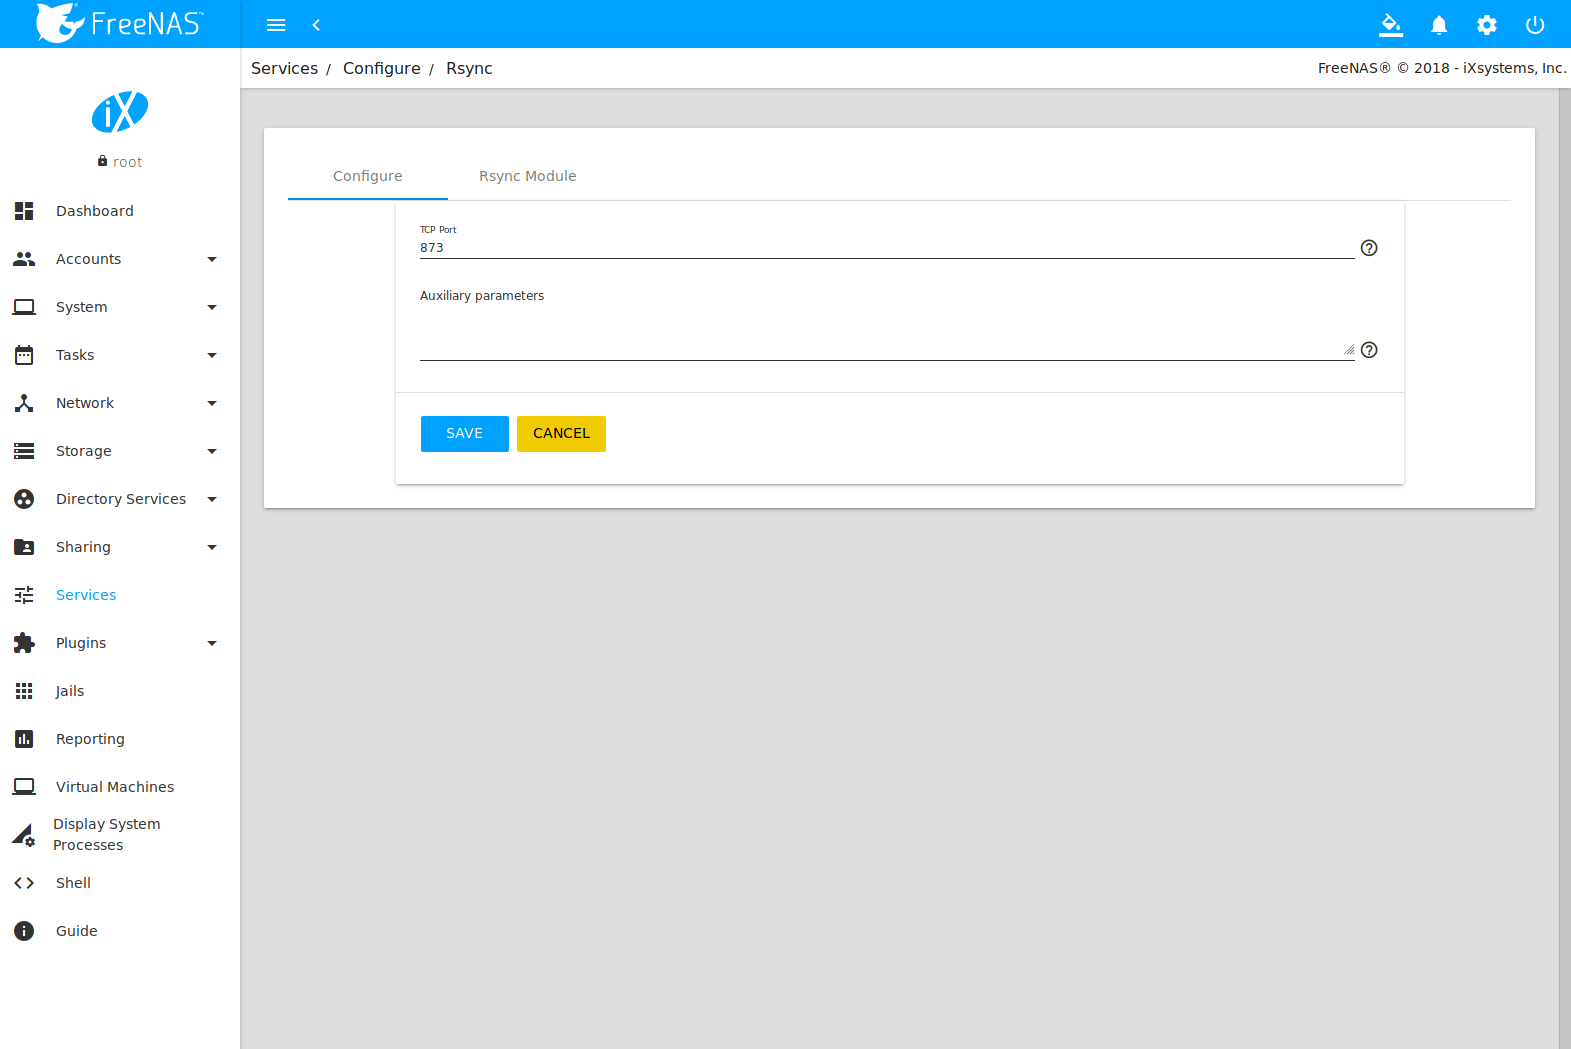 FreeNAS™
Services / Configure / Rsync
FreeNAS® © 2018 - iXsystems, Inc.
iX
root
Dashboard
Accounts
System
Tasks
Network
Storage
Directory Services
Sharing
Services
Plugins
Jails
Reporting
Virtual Machines
Display System
Processes
Shell
Guide
Configure
Rsync Module
TCP Port
873
Auxiliary parameters
SAVE
CANCEL